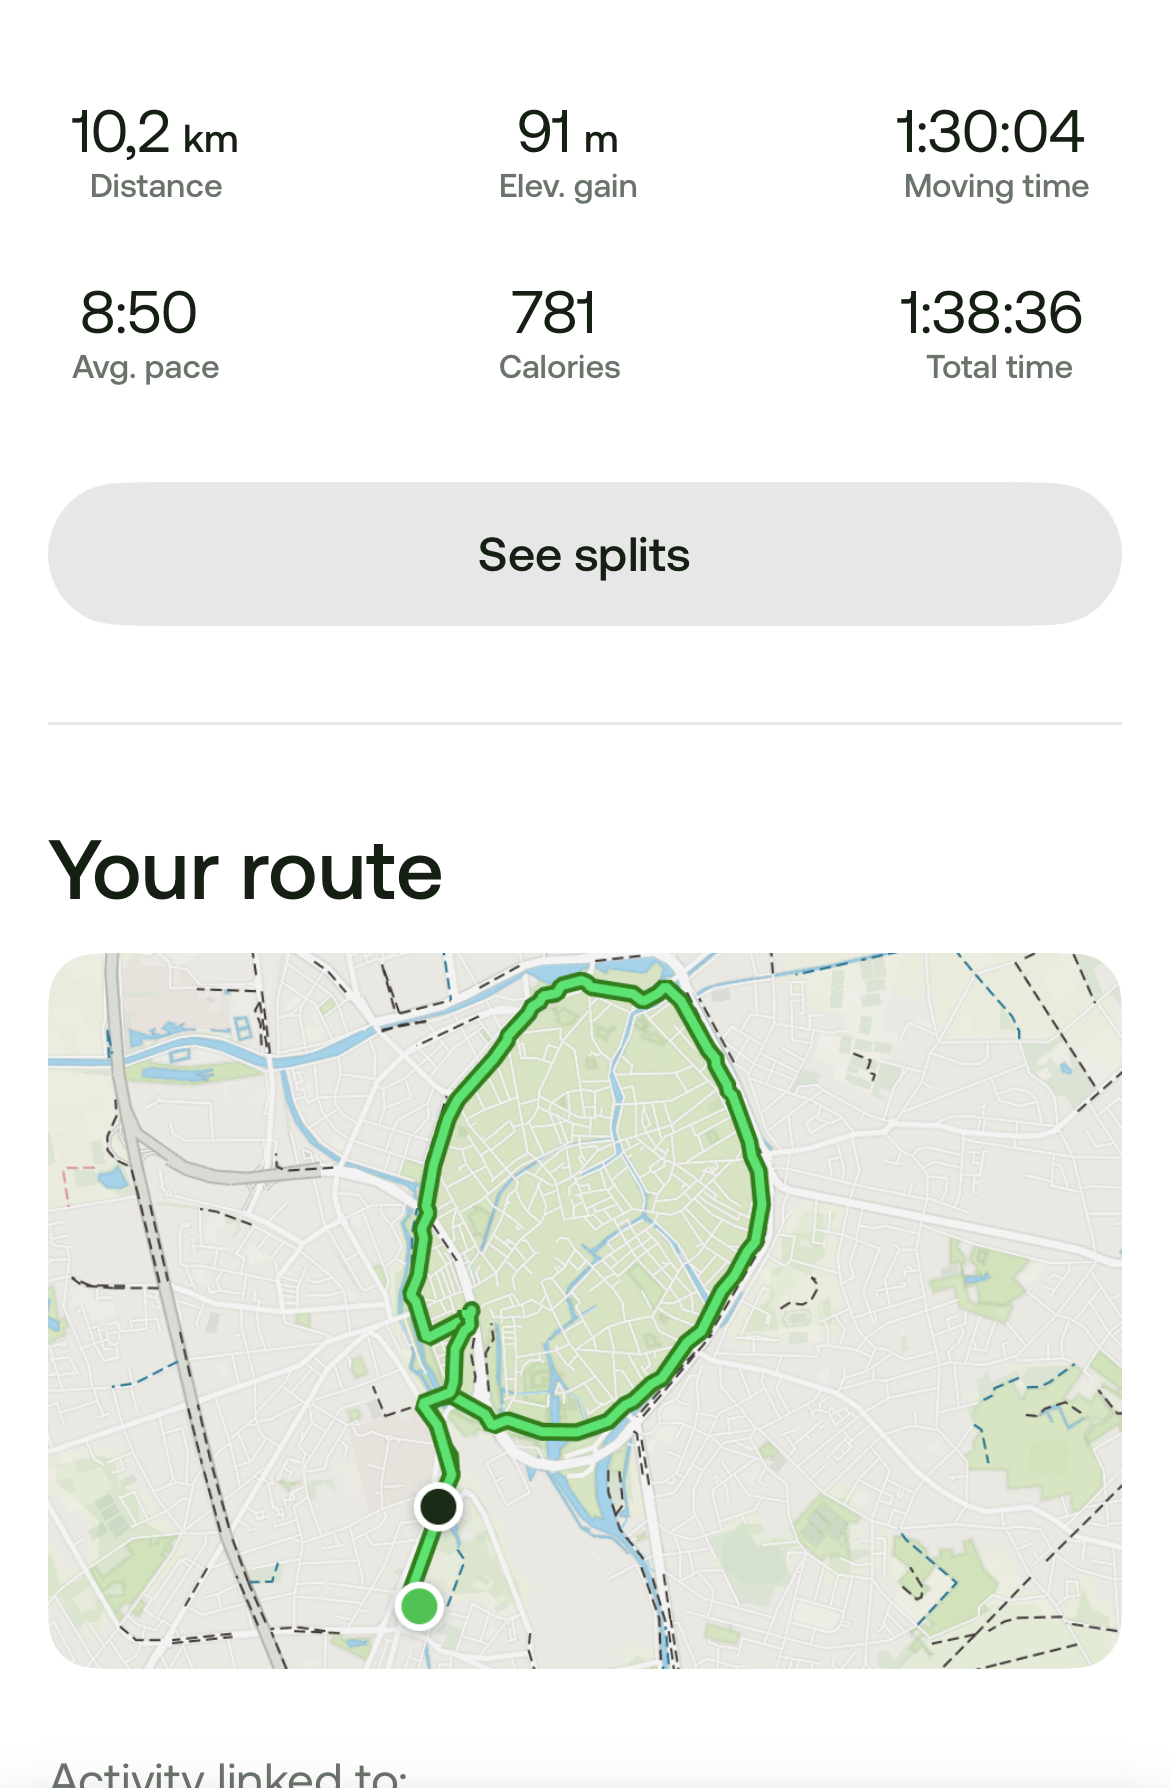 10,2 km 91 m 1:30:04
Distance Elev. gain Moving time
8:50 781 1:38:36
Avg. pace Calories Total time
See splits
Your route
Activity linked to: